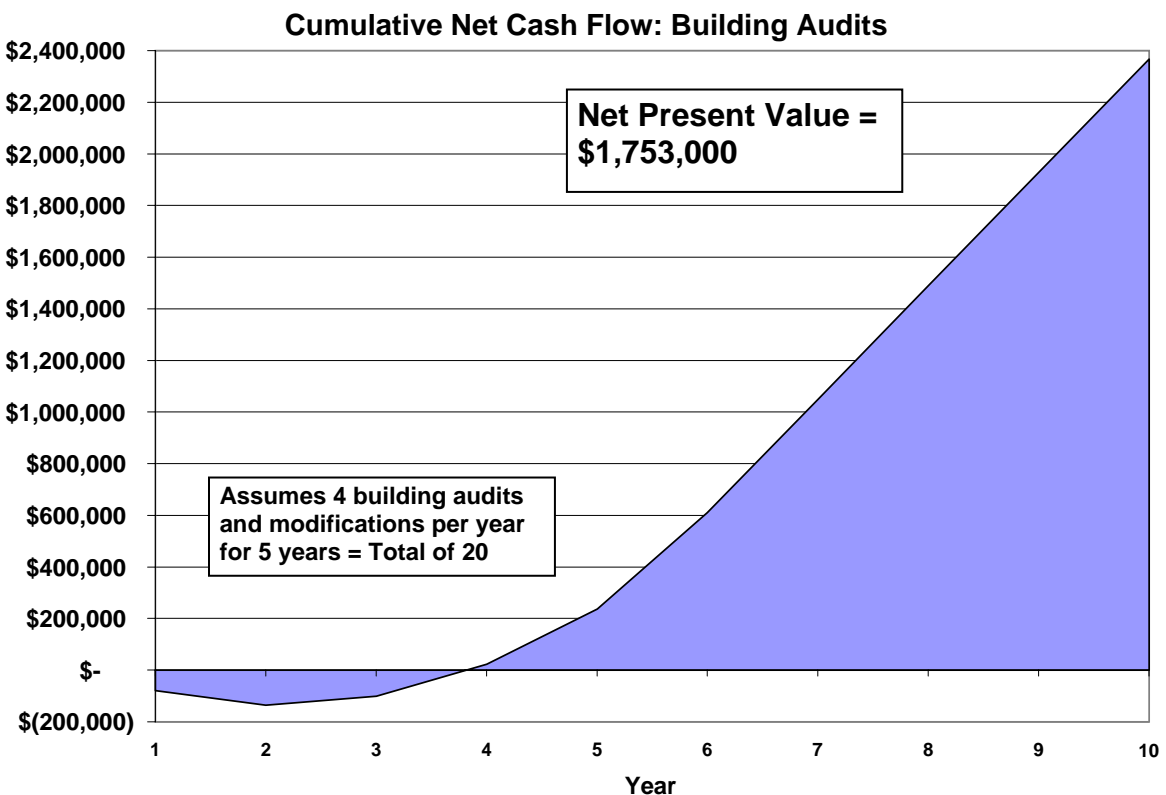 Cumulative Net Cash Flow: Building Audits
$2,400,000
$2,200,000
$2,000,000
$1,800,000
$1,600,000
$1,400,000
$1,200,000
$1,000,000
$800,000
$600,000
$400,000
$200,000
$-
$(200,000)
Net Present Value =
$1,753,000
Assumes 4 building audits
and modifications per year
for 5 years = Total of 20
1 2 3 4 5 6 7 8 9 10
Year